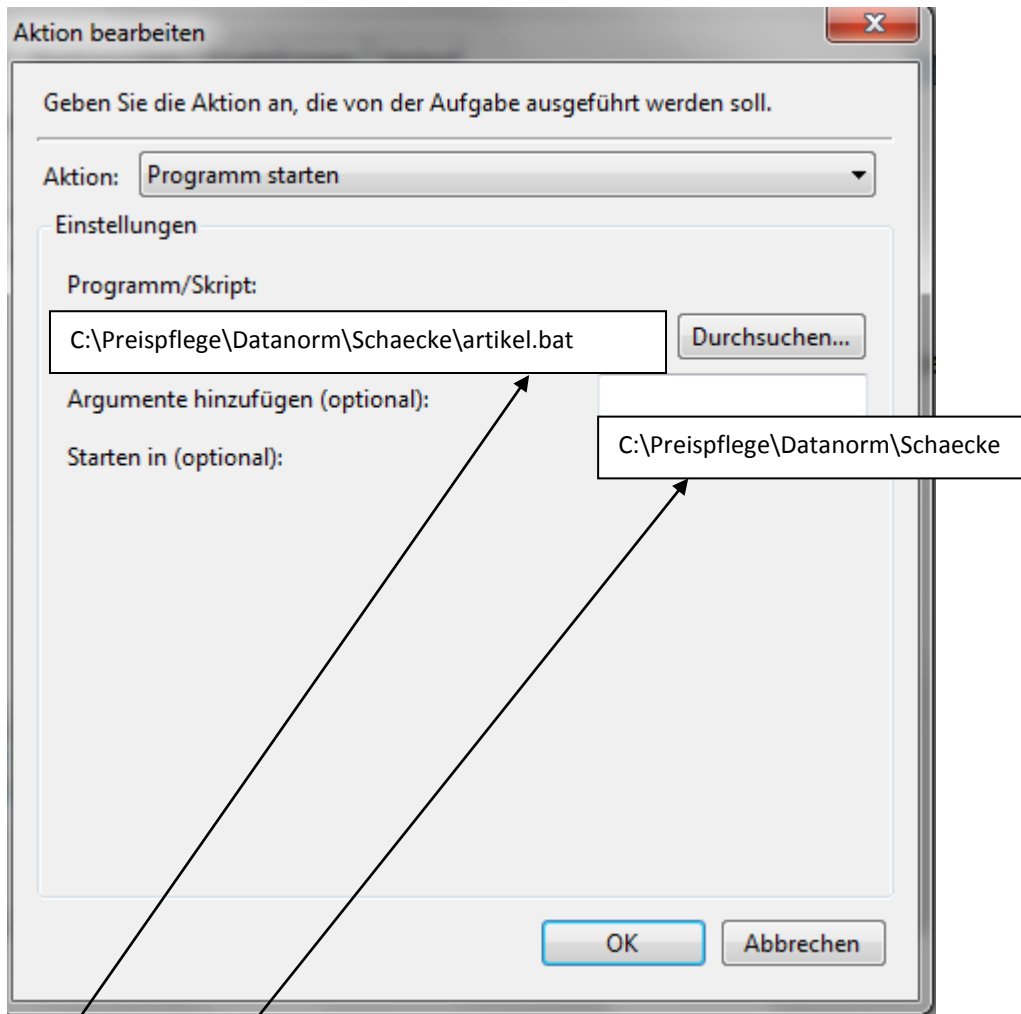 Aktion bearbeiten
Geben Sie die Aktion an, die von der Aufgabe ausgeführt werden soll.
Aktion: Programm starten
Einstellungen
Programm/Skript:
C:\Preispflege\Datanorm\Schaecke\artikel.bat Durchsuchen...
Argumente hinzufügen (optional):
Starten in (optional): C:\Preispflege\Datanorm\Schaecke
OK Abbrechen